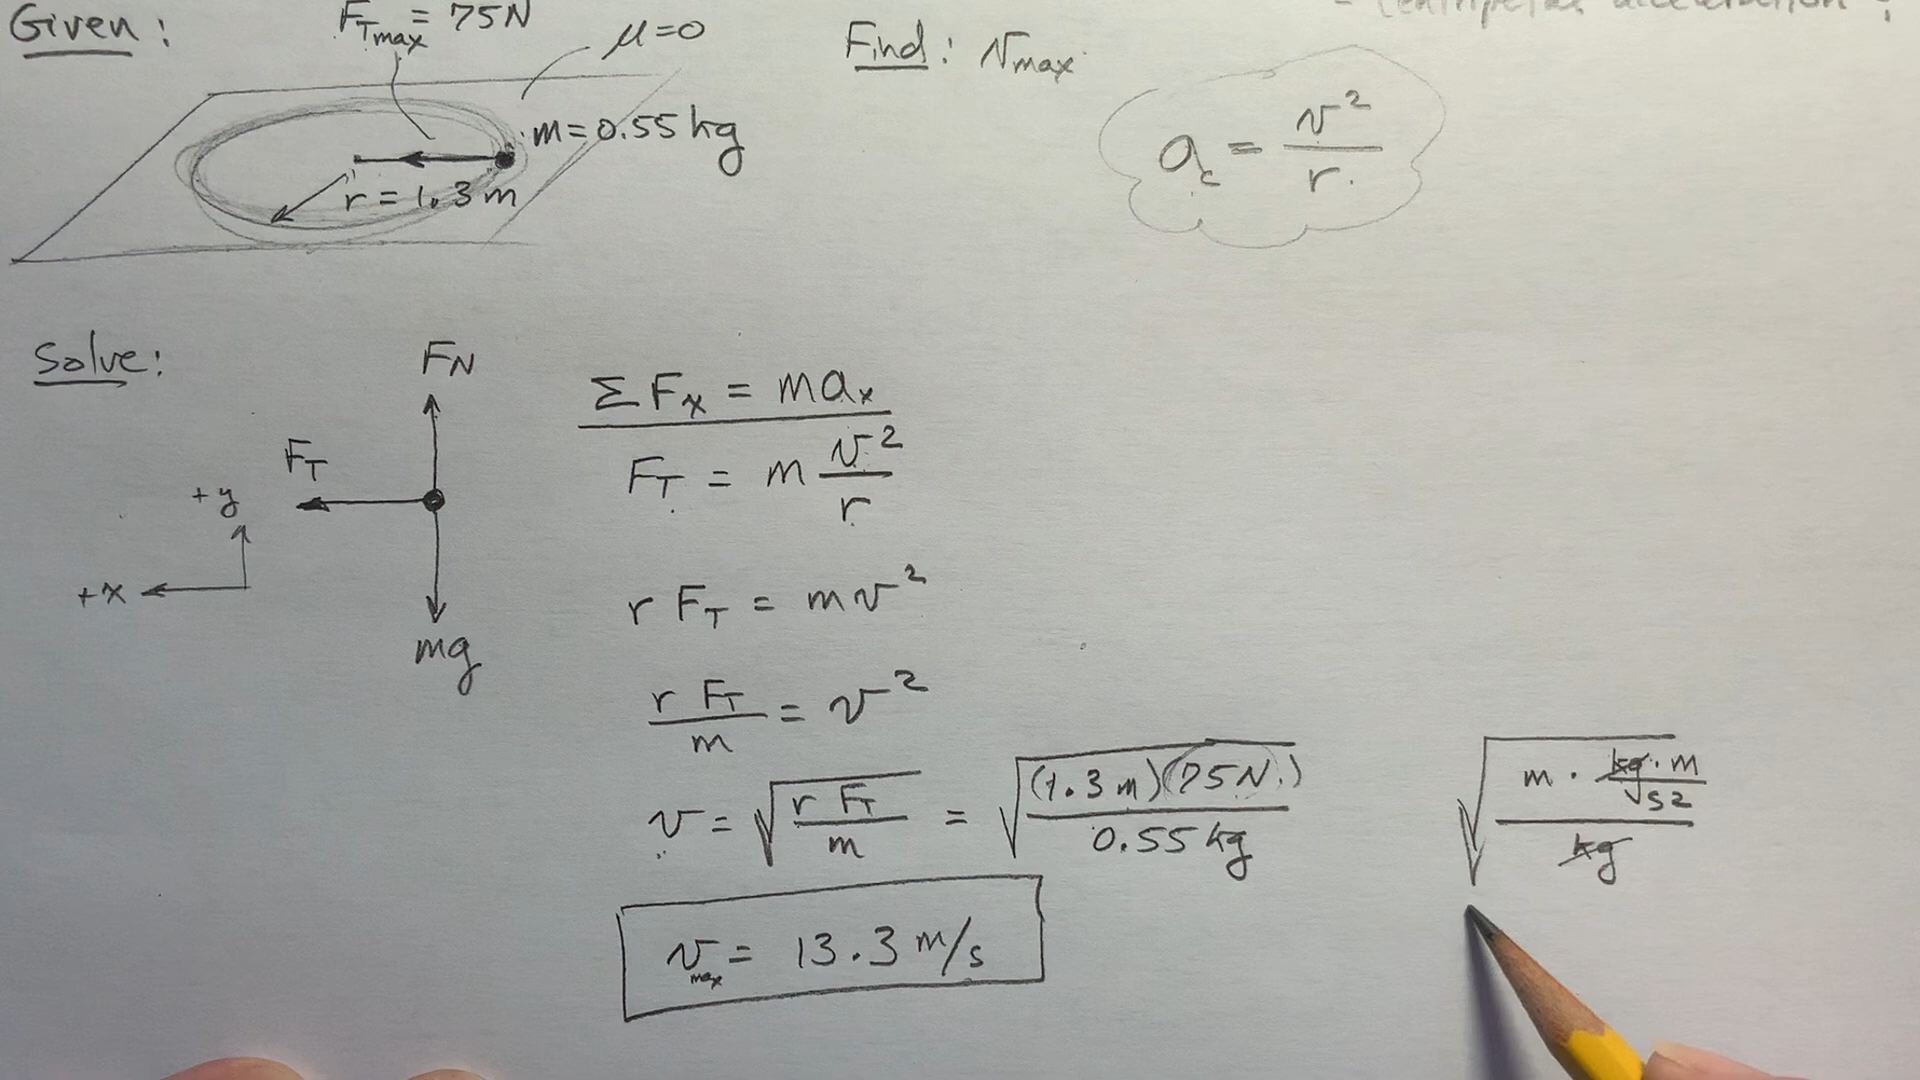 = Centripetal acceleration :
Given :
F_Tmax = 75N
μ=0
Find : v_max
m=0.55 kg
r = 1.3 m
a_c = v²/r
Solve :
F_N
F_T
+y
+x
mg
ΣF_x = ma_x
F_T = m v²/r
r F_T = mv²
r F_T / m = v²
v = √(r F_T / m) = √((1.3 m)(75N) / 0.55 kg)
√(m · kg·m/s² / kg)
v_max = 13.3 m/s